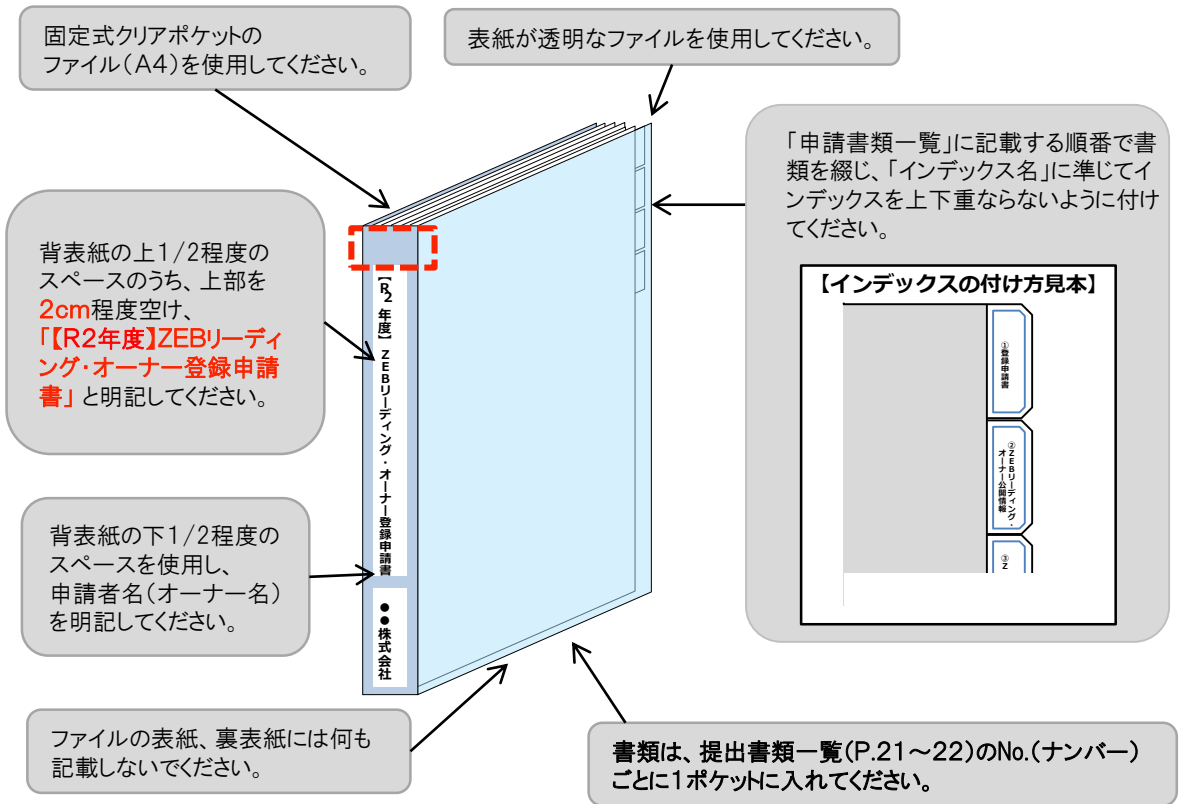 固定式クリアポケットの
ファイル(A4)を使用してください。
表紙が透明なファイルを使用してください。
「申請書類一覧」に記載する順番で書
類を綴じ、「インデックス名」に準じてイ
ンデックスを上下重ならないように付け
てください。
【インデックスの付け方見本】
①登録申請書
②ZEBリーディング・
オーナー公開情報
③Z
背表紙の上1/2程度の
スペースのうち、上部を
2cm程度空け、
「【R2年度】ZEBリーディ
ング・オーナー登録申請
書」と明記してください。
【R2年度】ZEBリーディング・オーナー登録申請書
●●株式会社
背表紙の下1/2程度の
スペースを使用し、
申請者名(オーナー名)
を明記してください。
ファイルの表紙、裏表紙には何も
記載しないでください。
書類は、提出書類一覧(P.21～22)のNo.(ナンバー)
ごとに1ポケットに入れてください。